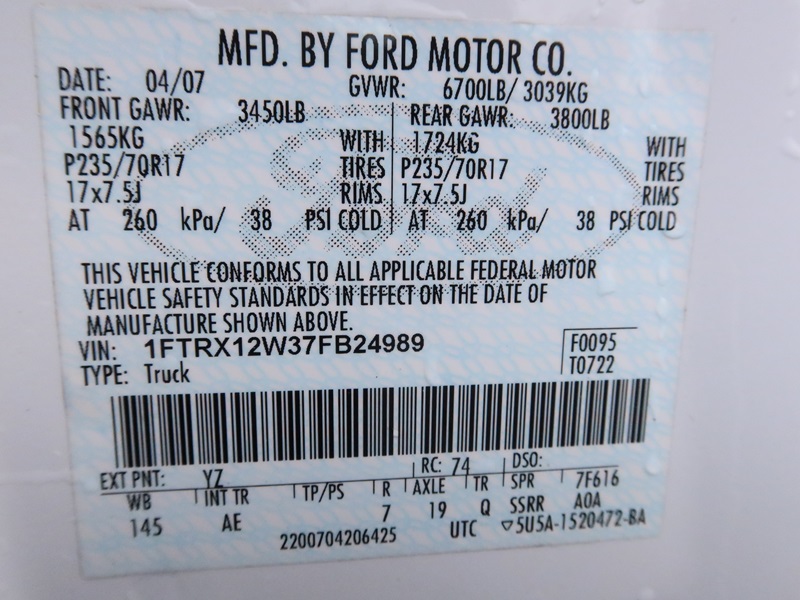 MFD. BY FORD MOTOR CO.
DATE: 04/07 GVWR: 6700LB/ 3039KG
FRONT GAWR: 3450LB REAR GAWR: 3800LB
1565KG WITH 1724KG WITH
P235/70R17 TIRES P235/70R17 TIRES
17x7.5J RIMS 17x7.5J RIMS
AT 260 kPa/ 38 PSI COLD AT 260 kPa/ 38 PSI COLD
Ford
THIS VEHICLE CONFORMS TO ALL APPLICABLE FEDERAL MOTOR
VEHICLE SAFETY STANDARDS IN EFFECT ON THE DATE OF
MANUFACTURE SHOWN ABOVE.
VIN: 1FTRX12W37FB24989 F0095
TYPE: Truck T0722
EXT PNT: YZ RC: 74 DSO:
WB INT TR TP/PS R AXLE TR SPR 7F616
145 AE 7 19 Q SSRR A0A
2200704206425 UTC ▽5U5A-1520472-BA